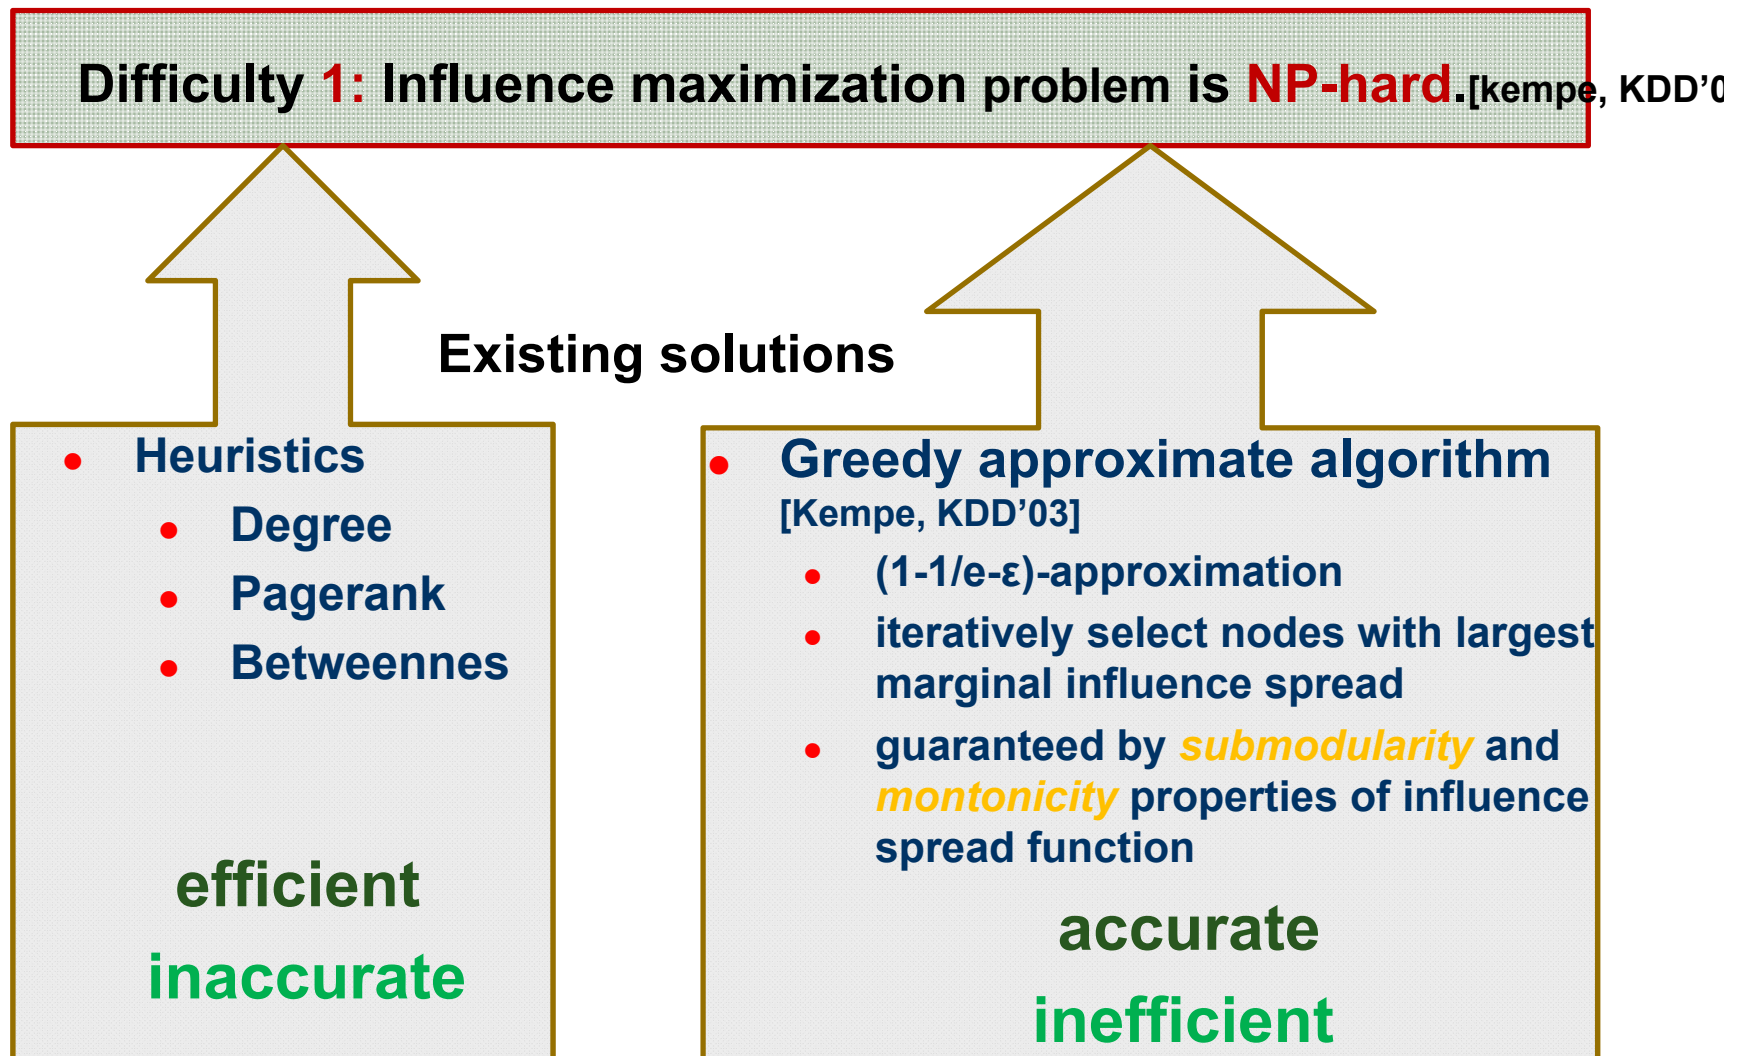 Difficulty 1: Influence maximization problem is NP-hard.[kempe, KDD’0
Existing solutions
Heuristics
Degree
Pagerank
Betweennes
efficient
inaccurate
Greedy approximate algorithm
[Kempe, KDD’03]
(1-1/e-ε)-approximation
iteratively select nodes with largest
marginal influence spread
guaranteed by submodularity and
montonicity properties of influence
spread function
accurate
inefficient